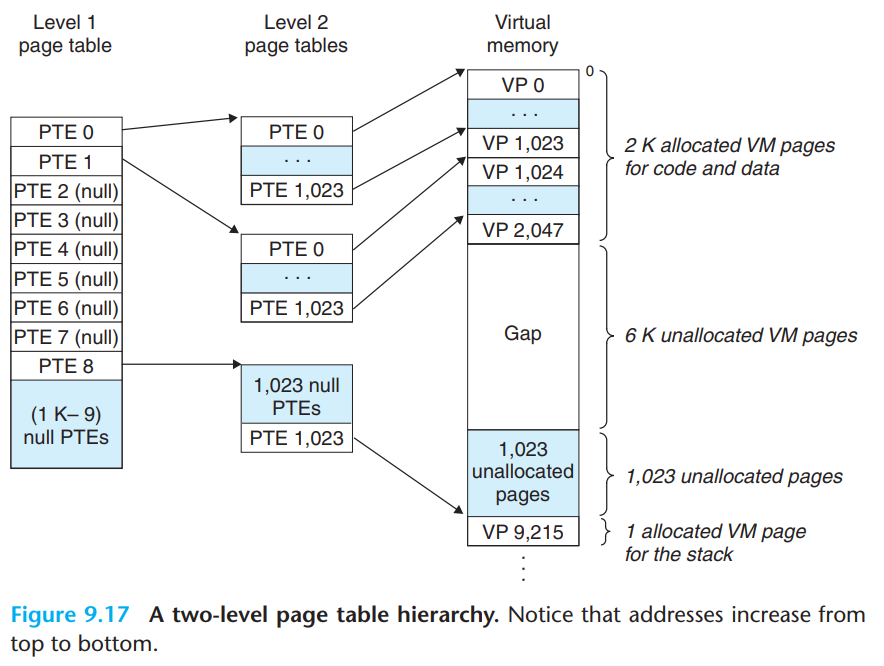 Level 1
page table
Level 2
page tables
Virtual
memory
PTE 0
PTE 1
PTE 2 (null)
PTE 3 (null)
PTE 4 (null)
PTE 5 (null)
PTE 6 (null)
PTE 7 (null)
PTE 8
(1 K– 9)
null PTEs
PTE 0
. . .
PTE 1,023
PTE 0
. . .
PTE 1,023
1,023 null
PTEs
PTE 1,023
0
VP 0
. . .
VP 1,023
VP 1,024
. . .
VP 2,047
Gap
1,023
unallocated
pages
VP 9,215
2 K allocated VM pages
for code and data
6 K unallocated VM pages
1,023 unallocated pages
1 allocated VM page
for the stack
Figure 9.17 A two-level page table hierarchy. Notice that addresses increase from
top to bottom.